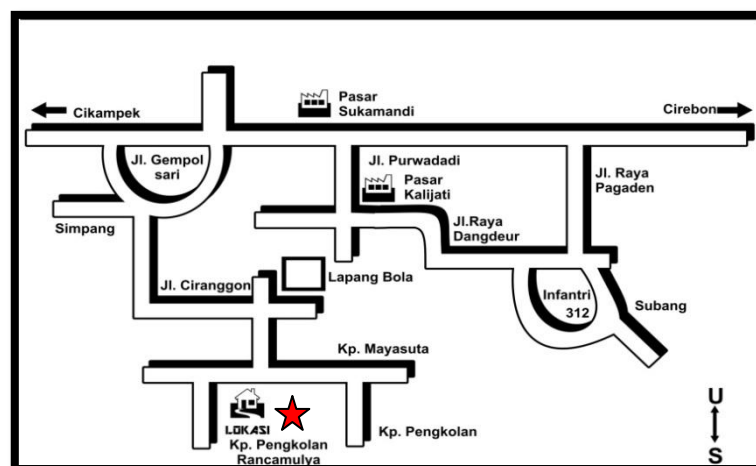 Cikampek
Pasar
Sukamandi
Cirebon
Jl. Gempol
sari
Jl. Purwadadi
Jl. Raya
Pagaden
Pasar
Kalijati
Simpang
Jl.Raya
Dangdeur
Jl. Ciranggon
Lapang Bola
Infantri
312
Subang
Kp. Mayasuta
LOKASI
Kp. Pengkolan
Rancamulya
Kp. Pengkolan
U
S